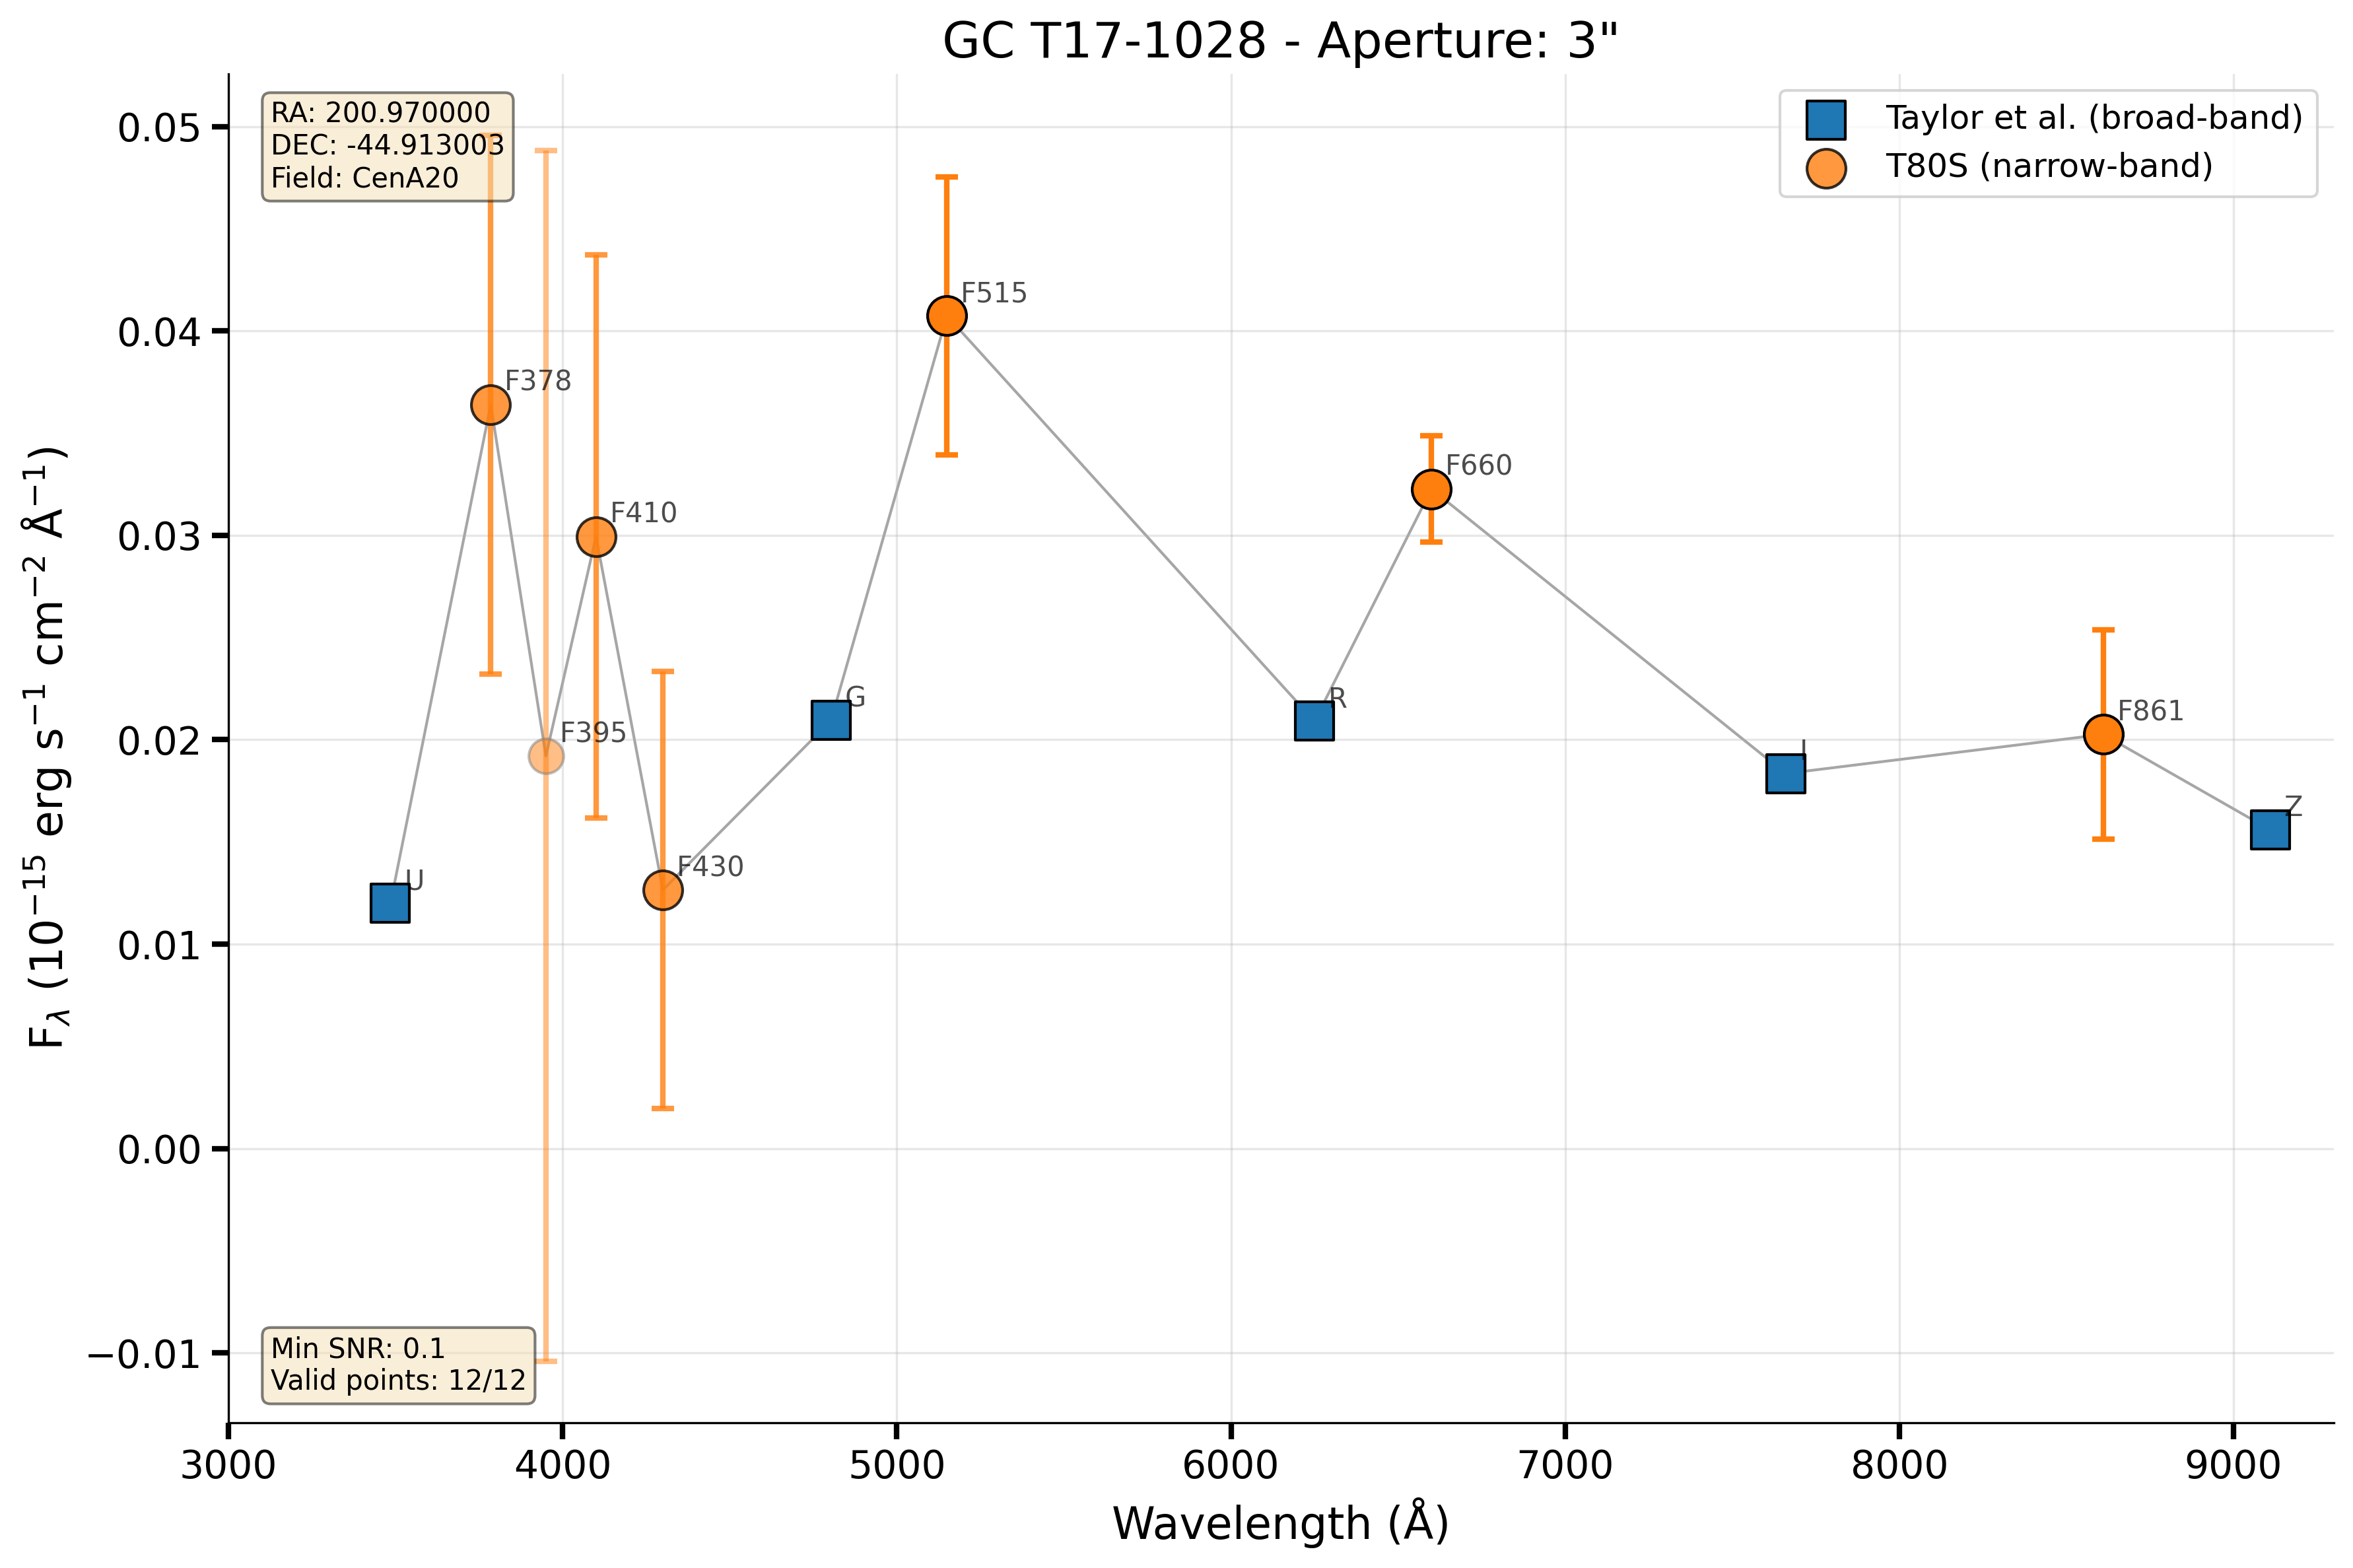 GC T17-1028 - Aperture: 3"
RA: 200.970000
DEC: -44.913003
Field: CenA20
Taylor et al. (broad-band)
T80S (narrow-band)
0.05
0.04
0.03
0.02
0.01
0.00
−0.01
F_λ (10⁻¹⁵ erg s⁻¹ cm⁻² Å⁻¹)
U
F378
F395
F410
F430
G
F515
R
F660
I
F861
Z
Min SNR: 0.1
Valid points: 12/12
3000 4000 5000 6000 7000 8000 9000
Wavelength (Å)